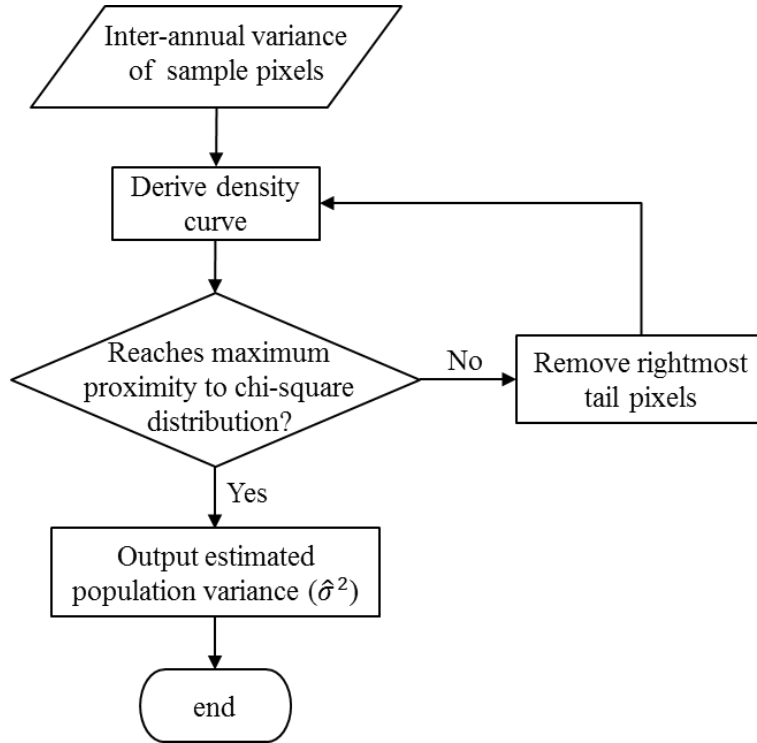 Inter-annual variance
of sample pixels
Derive density
curve
Reaches maximum
proximity to chi-square
distribution?
No
Remove rightmost
tail pixels
Yes
Output estimated
population variance (σ̂²)
end